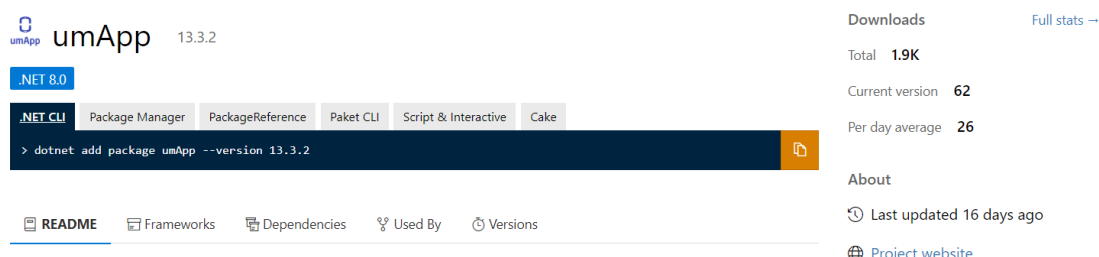 umApp
umApp 13.3.2
.NET 8.0
.NET CLI Package Manager PackageReference Paket CLI Script & Interactive Cake
> dotnet add package umApp --version 13.3.2
README Frameworks Dependencies Used By Versions
Downloads Full stats →
Total 1.9K
Current version 62
Per day average 26
About
Last updated 16 days ago
Project website